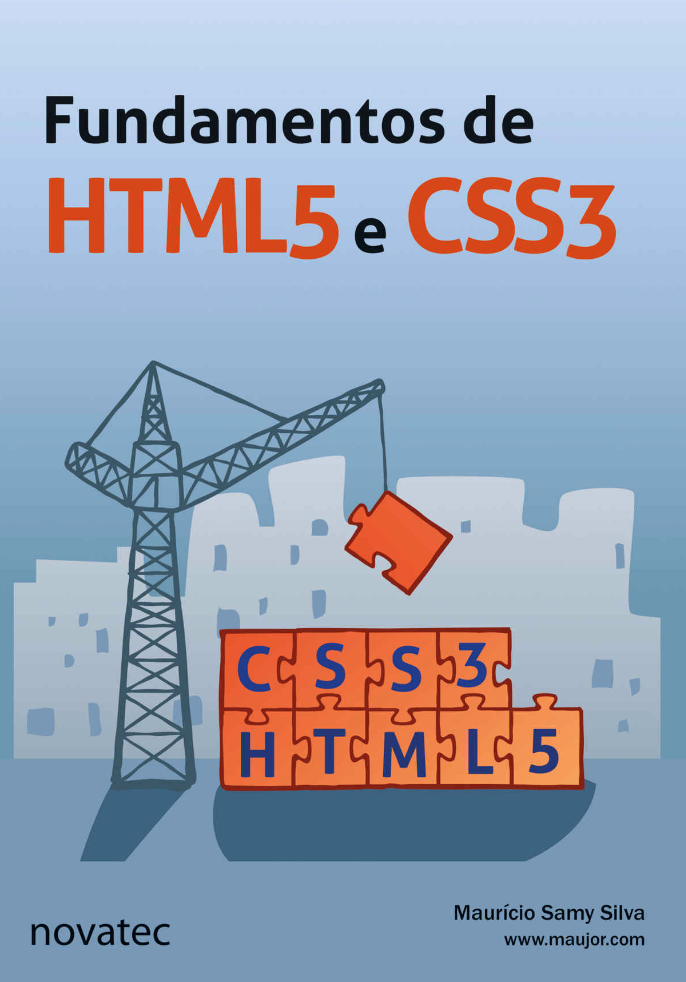 Fundamentos de
HTML5 e CSS3
CSS3
HTML5
novatec
Maurício Samy Silva
www.maujor.com